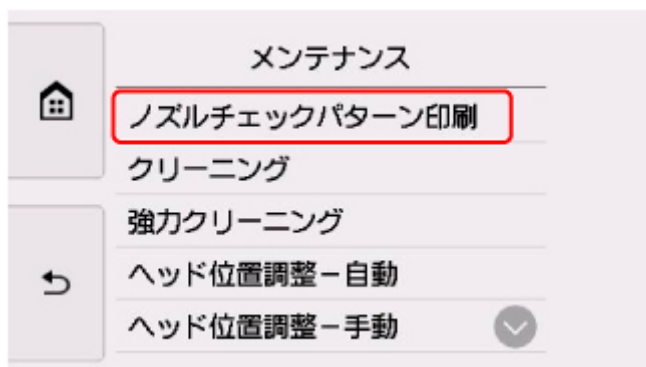 メンテナンス
ノズルチェックパターン印刷
クリーニング
強力クリーニング
ヘッド位置調整－自動
ヘッド位置調整－手動